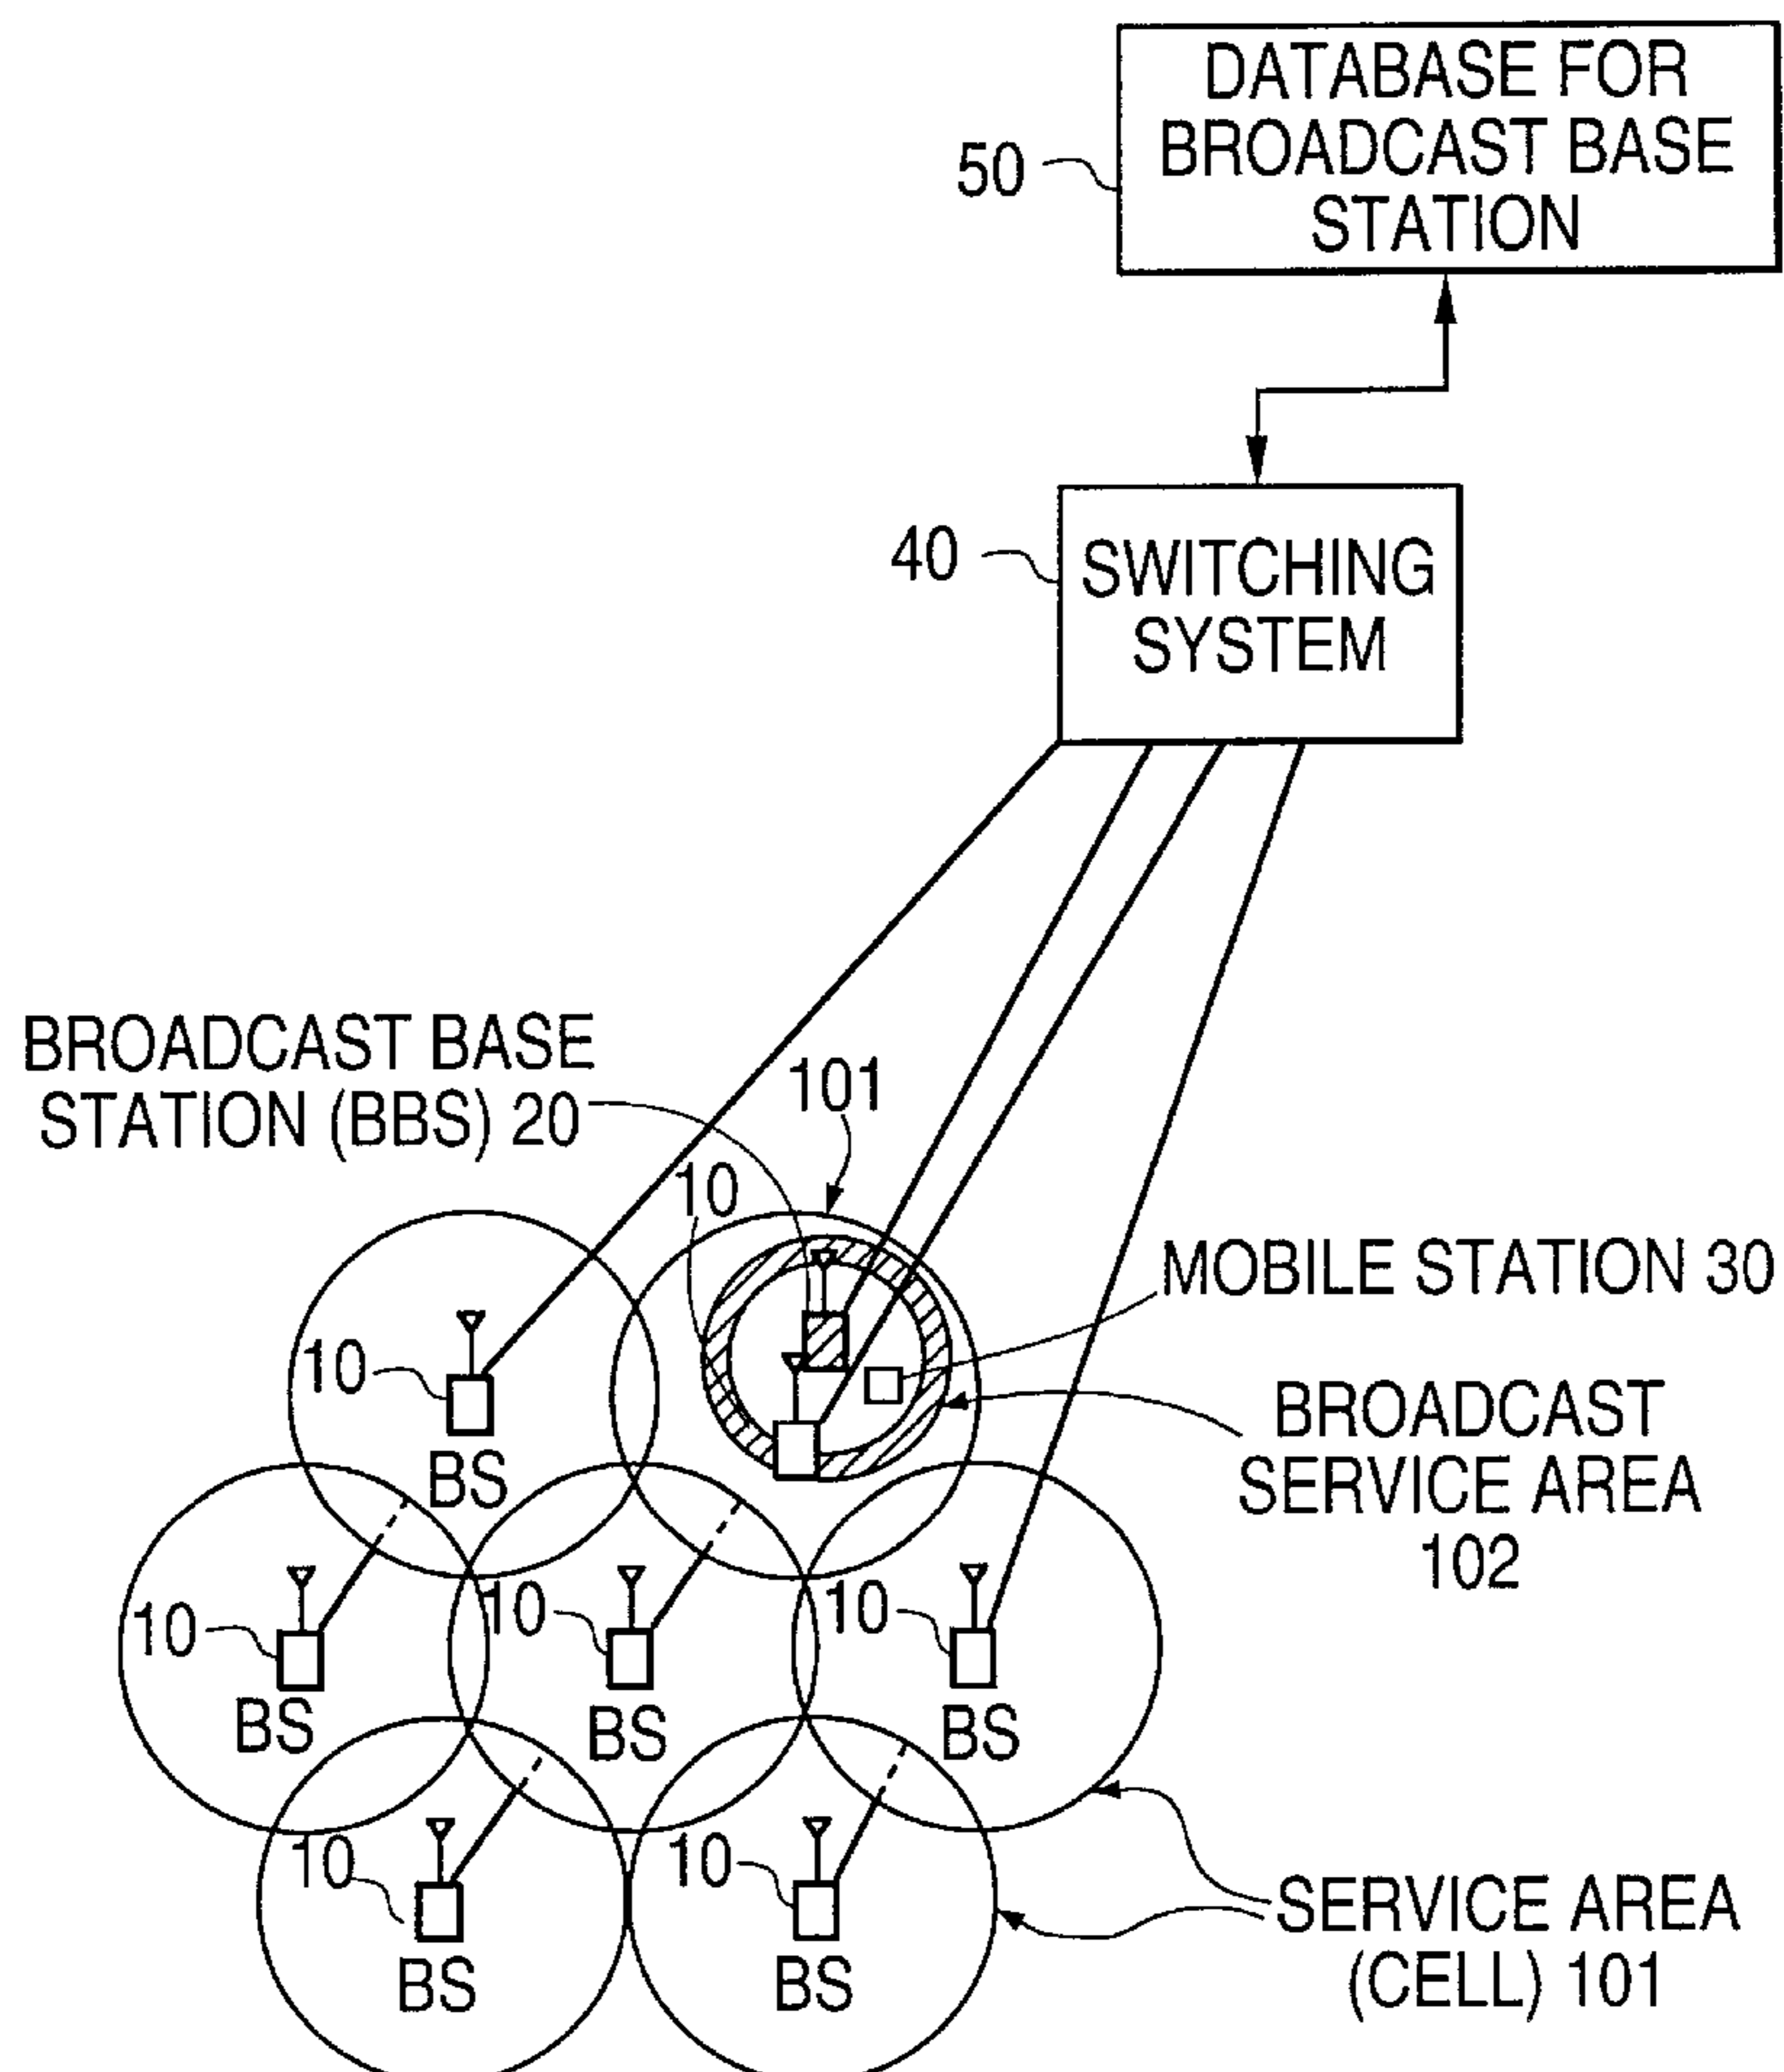 DATABASE FOR
BROADCAST BASE
STATION
50
40
SWITCHING
SYSTEM
BROADCAST BASE
STATION (BBS) 20
101
10
MOBILE STATION 30
10
BS
BROADCAST
SERVICE AREA
102
10
BS
10
BS
10
BS
10
BS
10
BS
SERVICE AREA
(CELL) 101